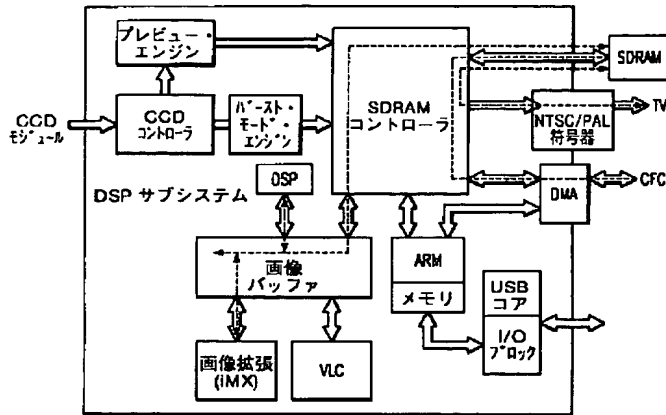 プレビュー・
エンジン
CCD
モジュール
CCD
コントローラ
バースト・
モード・
エンジン
SDRAM
コントローラ
SDRAM
NTSC/PAL
符号器
TV
DSP サブシステム
DSP
DMA
CFC
画像
バッファ
ARM
メモリ
USB
コア
I/O
ブロック
画像拡張
(iMX)
VLC